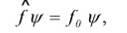 f̂ ψ = f₀ ψ,